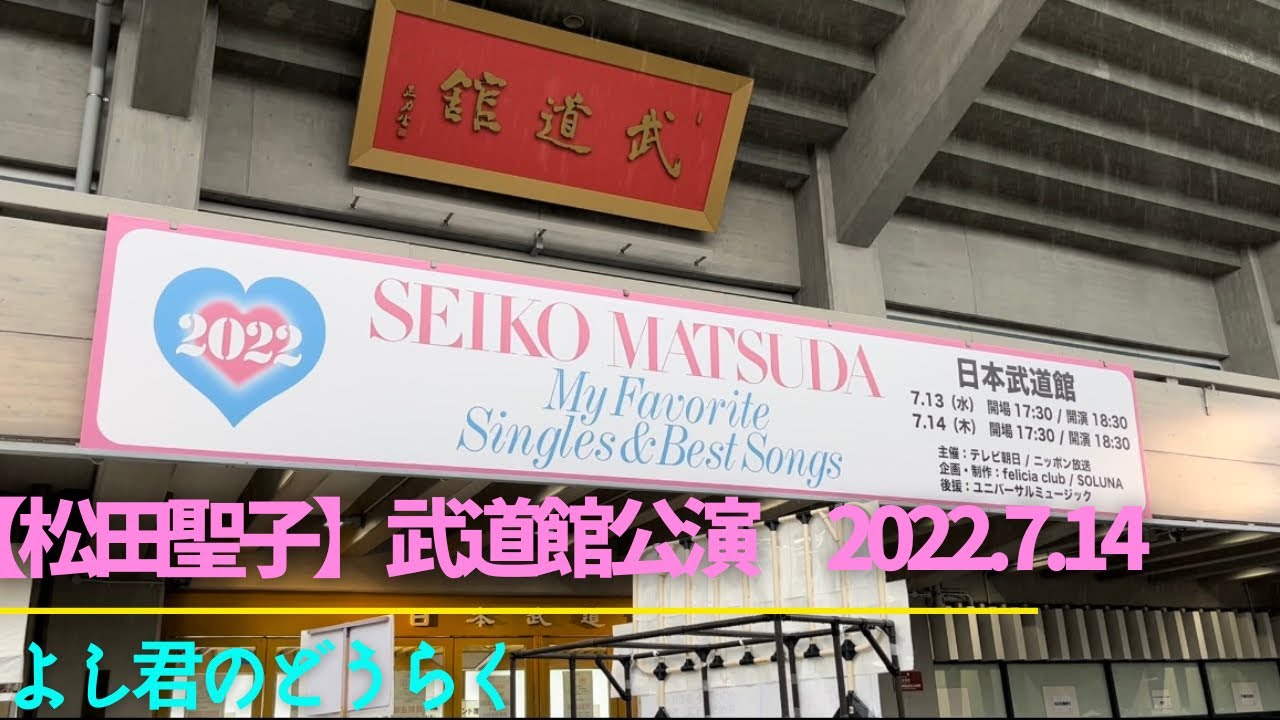 武道館
2022
SEIKO MATSUDA
My Favorite
Singles & Best Songs
日本武道館
7.13（水） 開場 17:30 / 開演 18:30
7.14（木） 開場 17:30 / 開演 18:30
主催：テレビ朝日 / ニッポン放送
企画・制作：felicia club / SOLUNA
後援：ユニバーサルミュージック
【松田聖子】武道館公演 2022.7.14
日本武道
よし君のどうらく